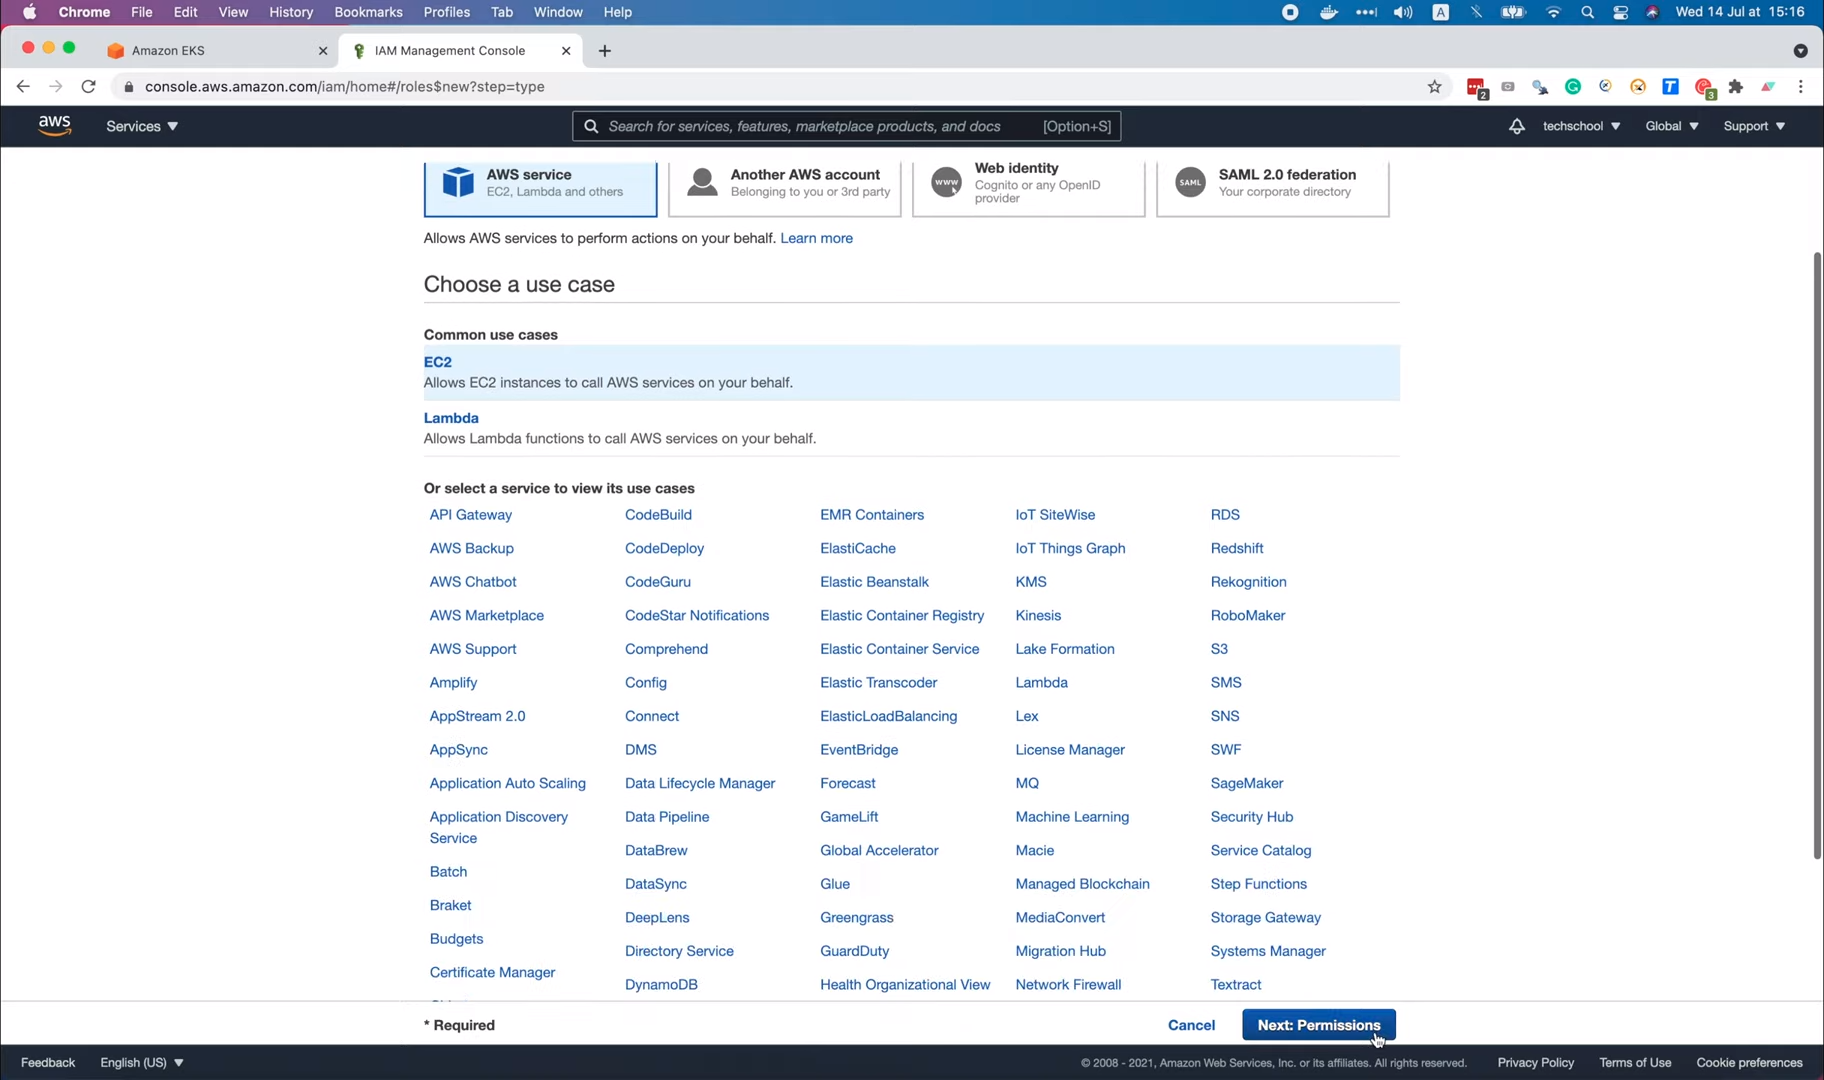 Chrome File Edit View History Bookmarks Profiles Tab Window Help A Wed 14 Jul at 15:16
Amazon EKS IAM Management Console
console.aws.amazon.com/iam/home#/roles$new?step=type 2 G T 3
aws Services Search for services, features, marketplace products, and docs [Option+S] techschool Global Support
AWS service
EC2, Lambda and others
Another AWS account
Belonging to you or 3rd party
www
Web identity
Cognito or any OpenID
provider
SAML
SAML 2.0 federation
Your corporate directory
Allows AWS services to perform actions on your behalf. Learn more
Choose a use case
Common use cases
EC2
Allows EC2 instances to call AWS services on your behalf.
Lambda
Allows Lambda functions to call AWS services on your behalf.
Or select a service to view its use cases
API Gateway CodeBuild EMR Containers IoT SiteWise RDS
AWS Backup CodeDeploy ElastiCache IoT Things Graph Redshift
AWS Chatbot CodeGuru Elastic Beanstalk KMS Rekognition
AWS Marketplace CodeStar Notifications Elastic Container Registry Kinesis RoboMaker
AWS Support Comprehend Elastic Container Service Lake Formation S3
Amplify Config Elastic Transcoder Lambda SMS
AppStream 2.0 Connect ElasticLoadBalancing Lex SNS
AppSync DMS EventBridge License Manager SWF
Application Auto Scaling Data Lifecycle Manager Forecast MQ SageMaker
Application Discovery Data Pipeline GameLift Machine Learning Security Hub
Service
DataBrew Global Accelerator Macie Service Catalog
Batch
DataSync Glue Managed Blockchain Step Functions
Braket
DeepLens Greengrass MediaConvert Storage Gateway
Budgets
Directory Service GuardDuty Migration Hub Systems Manager
Certificate Manager
DynamoDB Health Organizational View Network Firewall Textract
* Required Cancel Next: Permissions
Feedback English (US) © 2008 - 2021, Amazon Web Services, Inc. or its affiliates. All rights reserved. Privacy Policy Terms of Use Cookie preferences